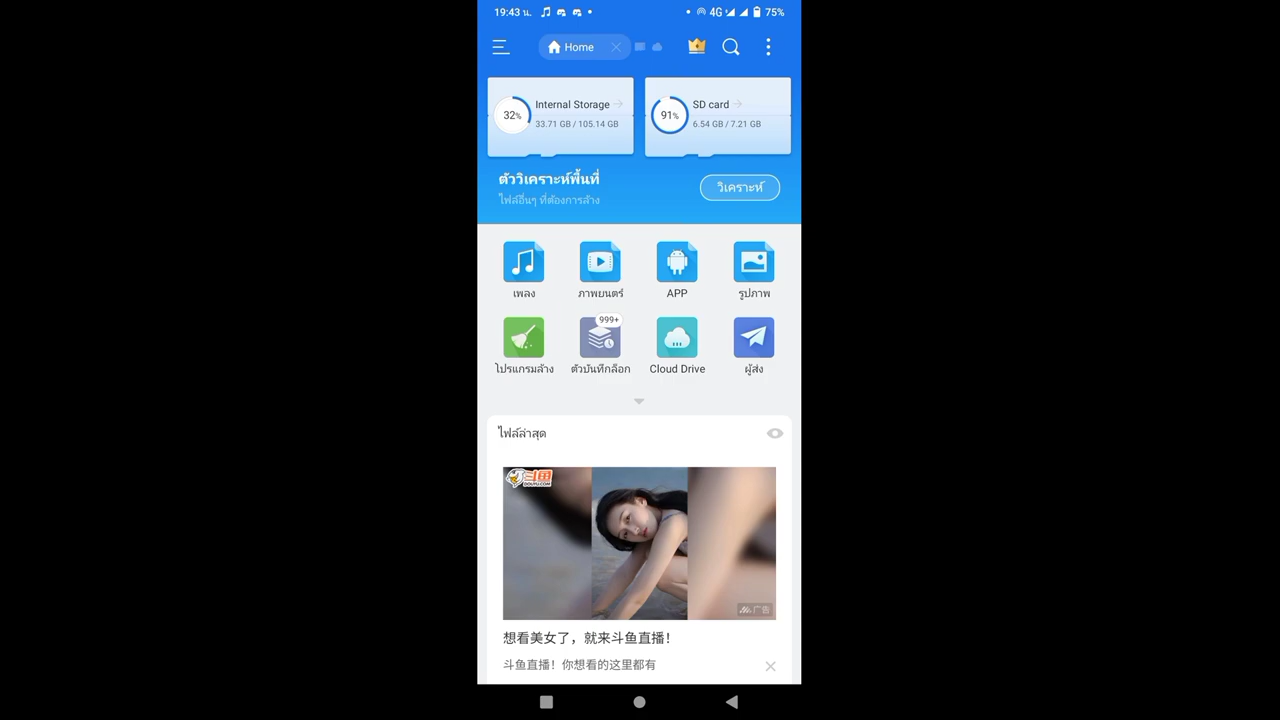 19:43 น.
4G
75%
Home
32%
Internal Storage
33.71 GB / 105.14 GB
91%
SD card
6.54 GB / 7.21 GB
ตัววิเคราะห์พื้นที่
ไฟล์อื่นๆ ที่ต้องการล้าง
วิเคราะห์
เพลง
ภาพยนตร์
APP
รูปภาพ
999+
โปรแกรมล้าง
ตัวบันทึกล็อก
Cloud Drive
ผู้ส่ง
ไฟล์ล่าสุด
斗鱼
DOUYU.COM
广告
想看美女了，就来斗鱼直播！
斗鱼直播！你想看的这里都有